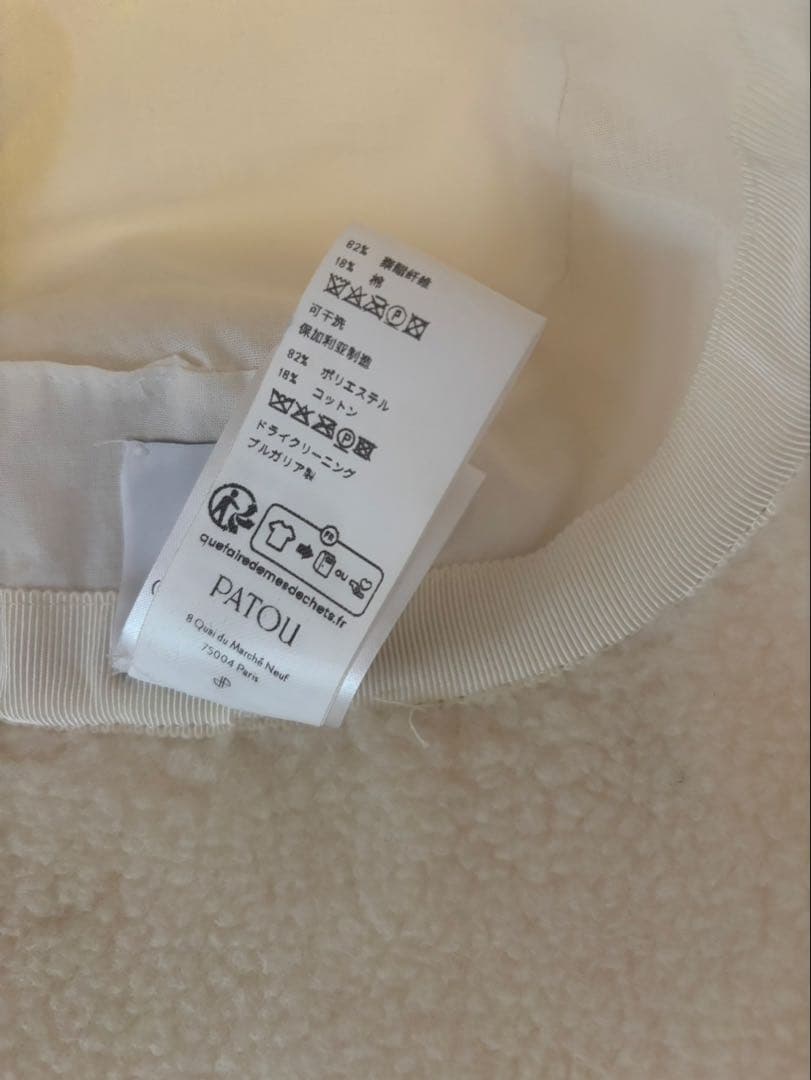 82% 聚酯纤维
18% 棉
P
可干洗
保加利亚制造
82% ポリエステル
18% コットン
P
ドライクリーニング
ブルガリア製
FR
ou
quefairedemesdechets.fr
PATOU
8 Quai du Marché Neuf
75004 Paris
JP